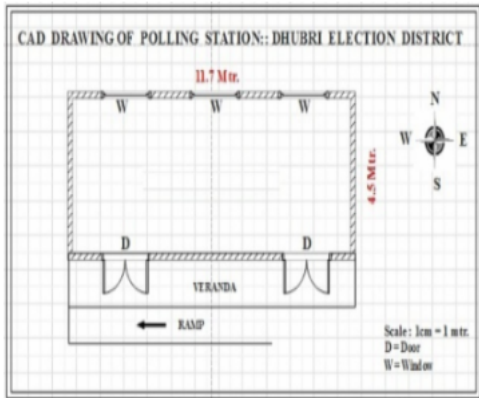 CAD DRAWING OF POLLING STATION:: DHUBRI ELECTION DISTRICT
11.7 Mtr.
W W W
N
W E
S
4.5 Mtr.
D D
VERANDA
RAMP
Scale : 1cm = 1 mtr.
D = Door
W = Window